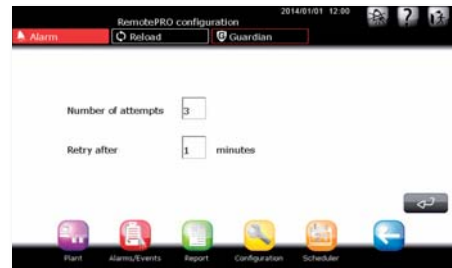 2014/01/01 12:00
RemotePRO configuration
?
Alarm Reload Guardian
Number of attempts 3
Retry after 1 minutes
Plant Alarms/Events Report Configuration Scheduler